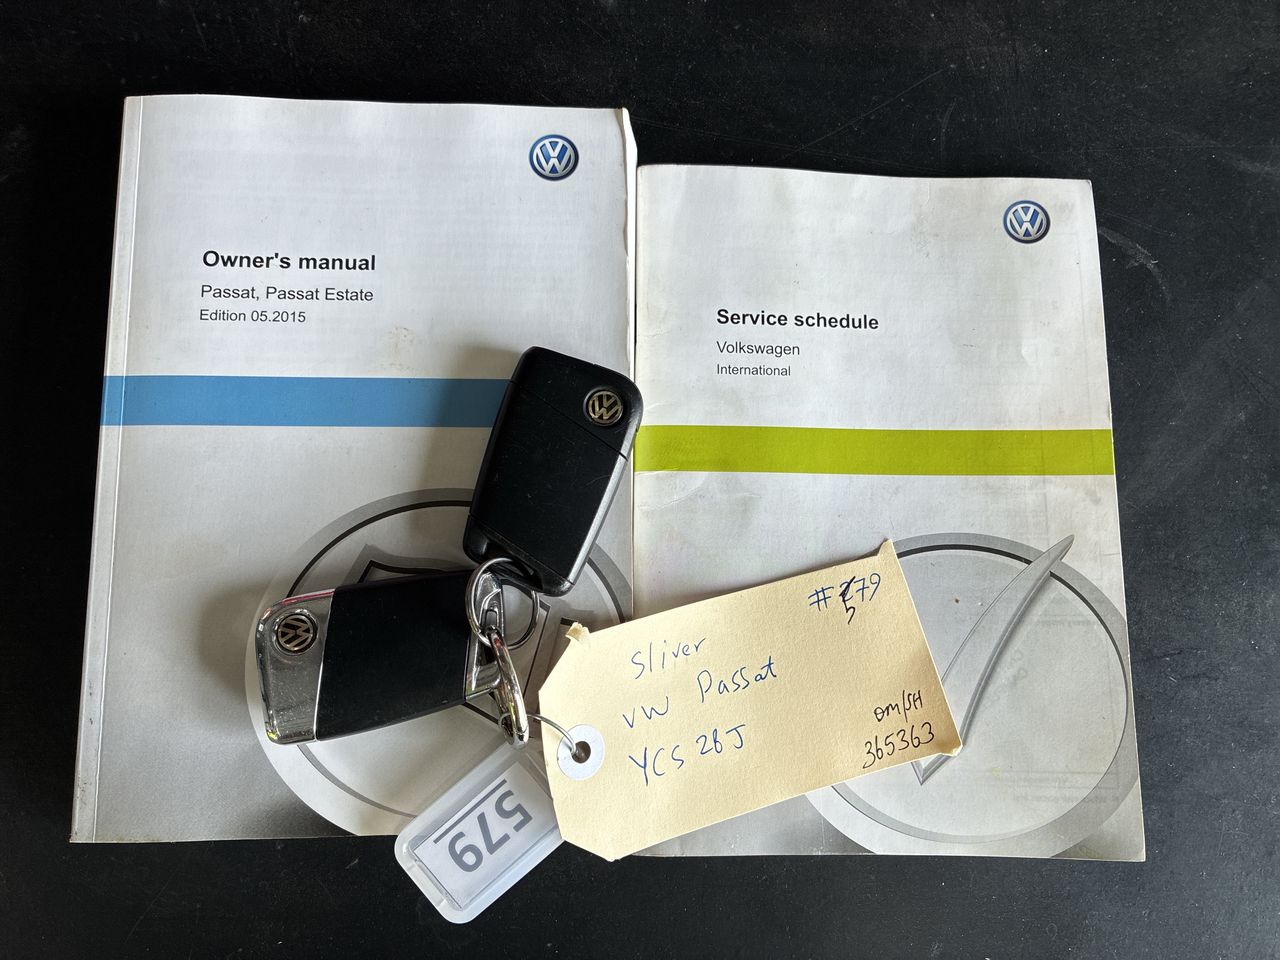 Owner's manual
Passat, Passat Estate
Edition 05.2015
Service schedule
Volkswagen
International
#579
Sliver
VW Passat
YCS 28J
OM/SH
365363
579